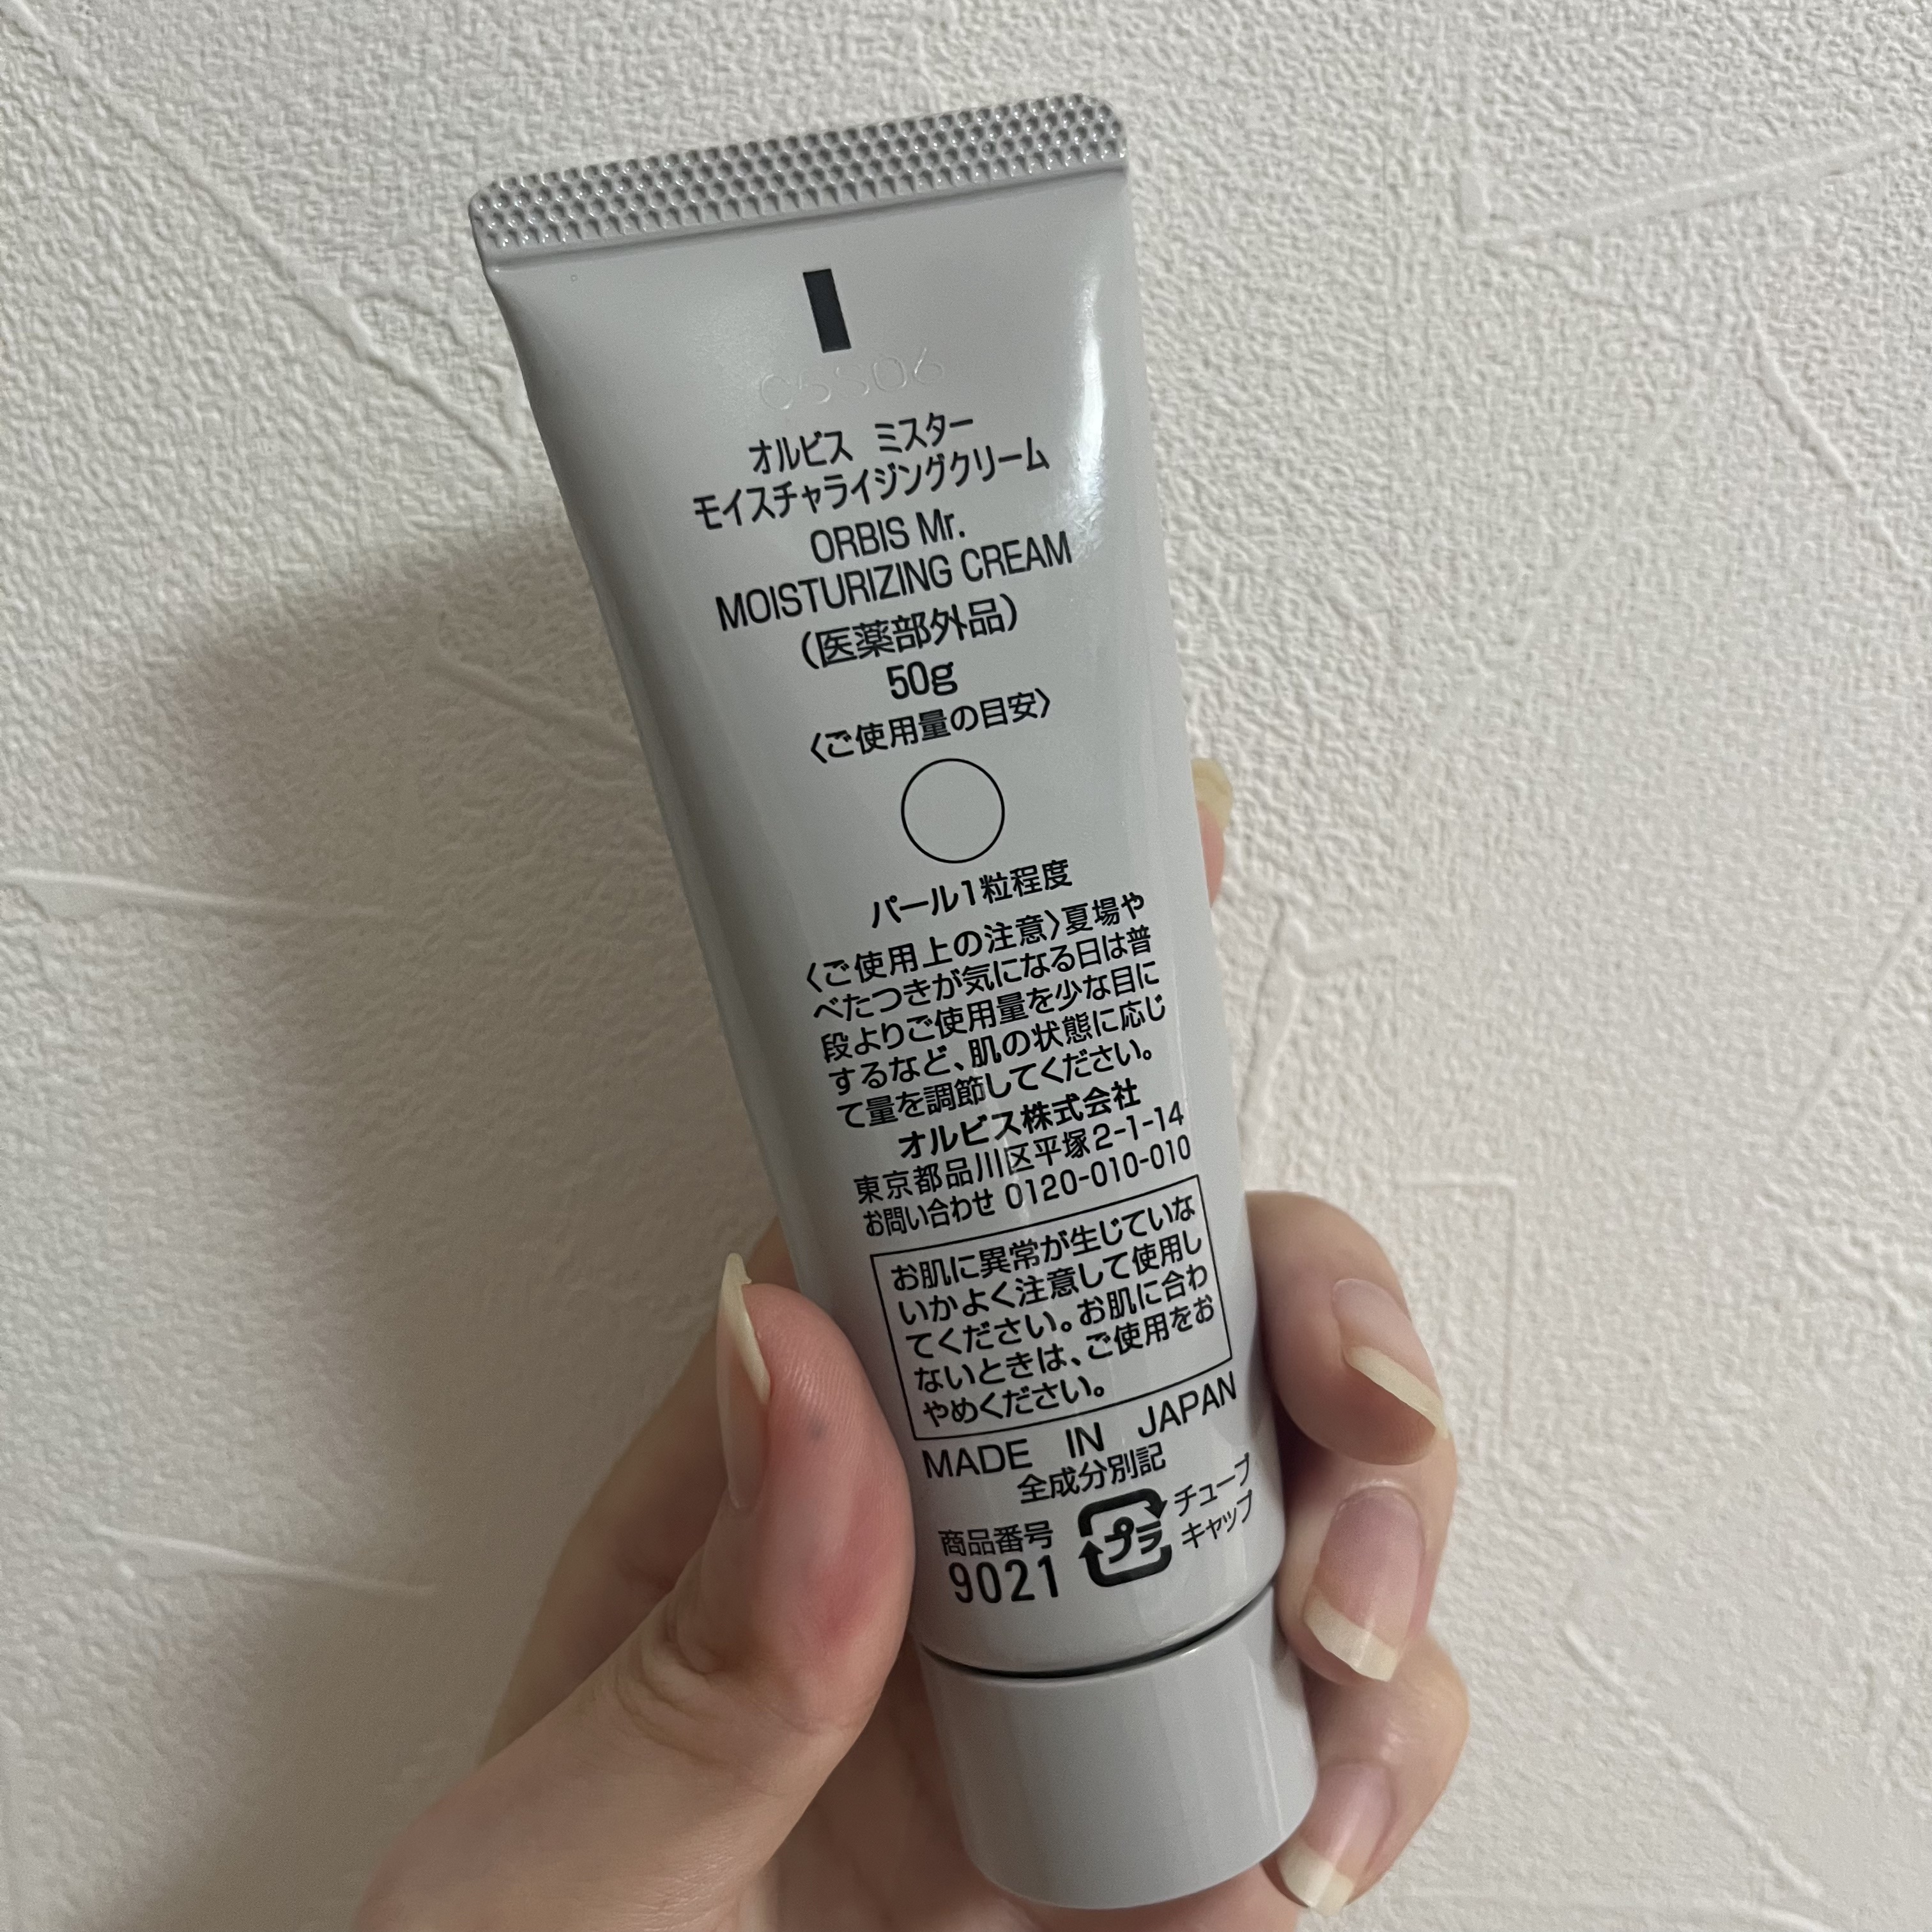 C5S06
オルビス ミスター
モイスチャライジングクリーム
ORBIS Mr.
MOISTURIZING CREAM
(医薬部外品)
50g
〈ご使用量の目安〉
パール1粒程度
〈ご使用上の注意〉夏場や
べたつきが気になる日は普
段よりご使用量を少な目に
するなど、肌の状態に応じ
て量を調節してください。
オルビス株式会社
東京都品川区平塚2-1-14
お問い合わせ 0120-010-010
お肌に異常が生じていな
いかよく注意して使用し
てください。お肌に合わ
ないときは、ご使用をお
やめください。
MADE IN JAPAN
全成分別記
商品番号
9021
プラ
チューブ
キャップ